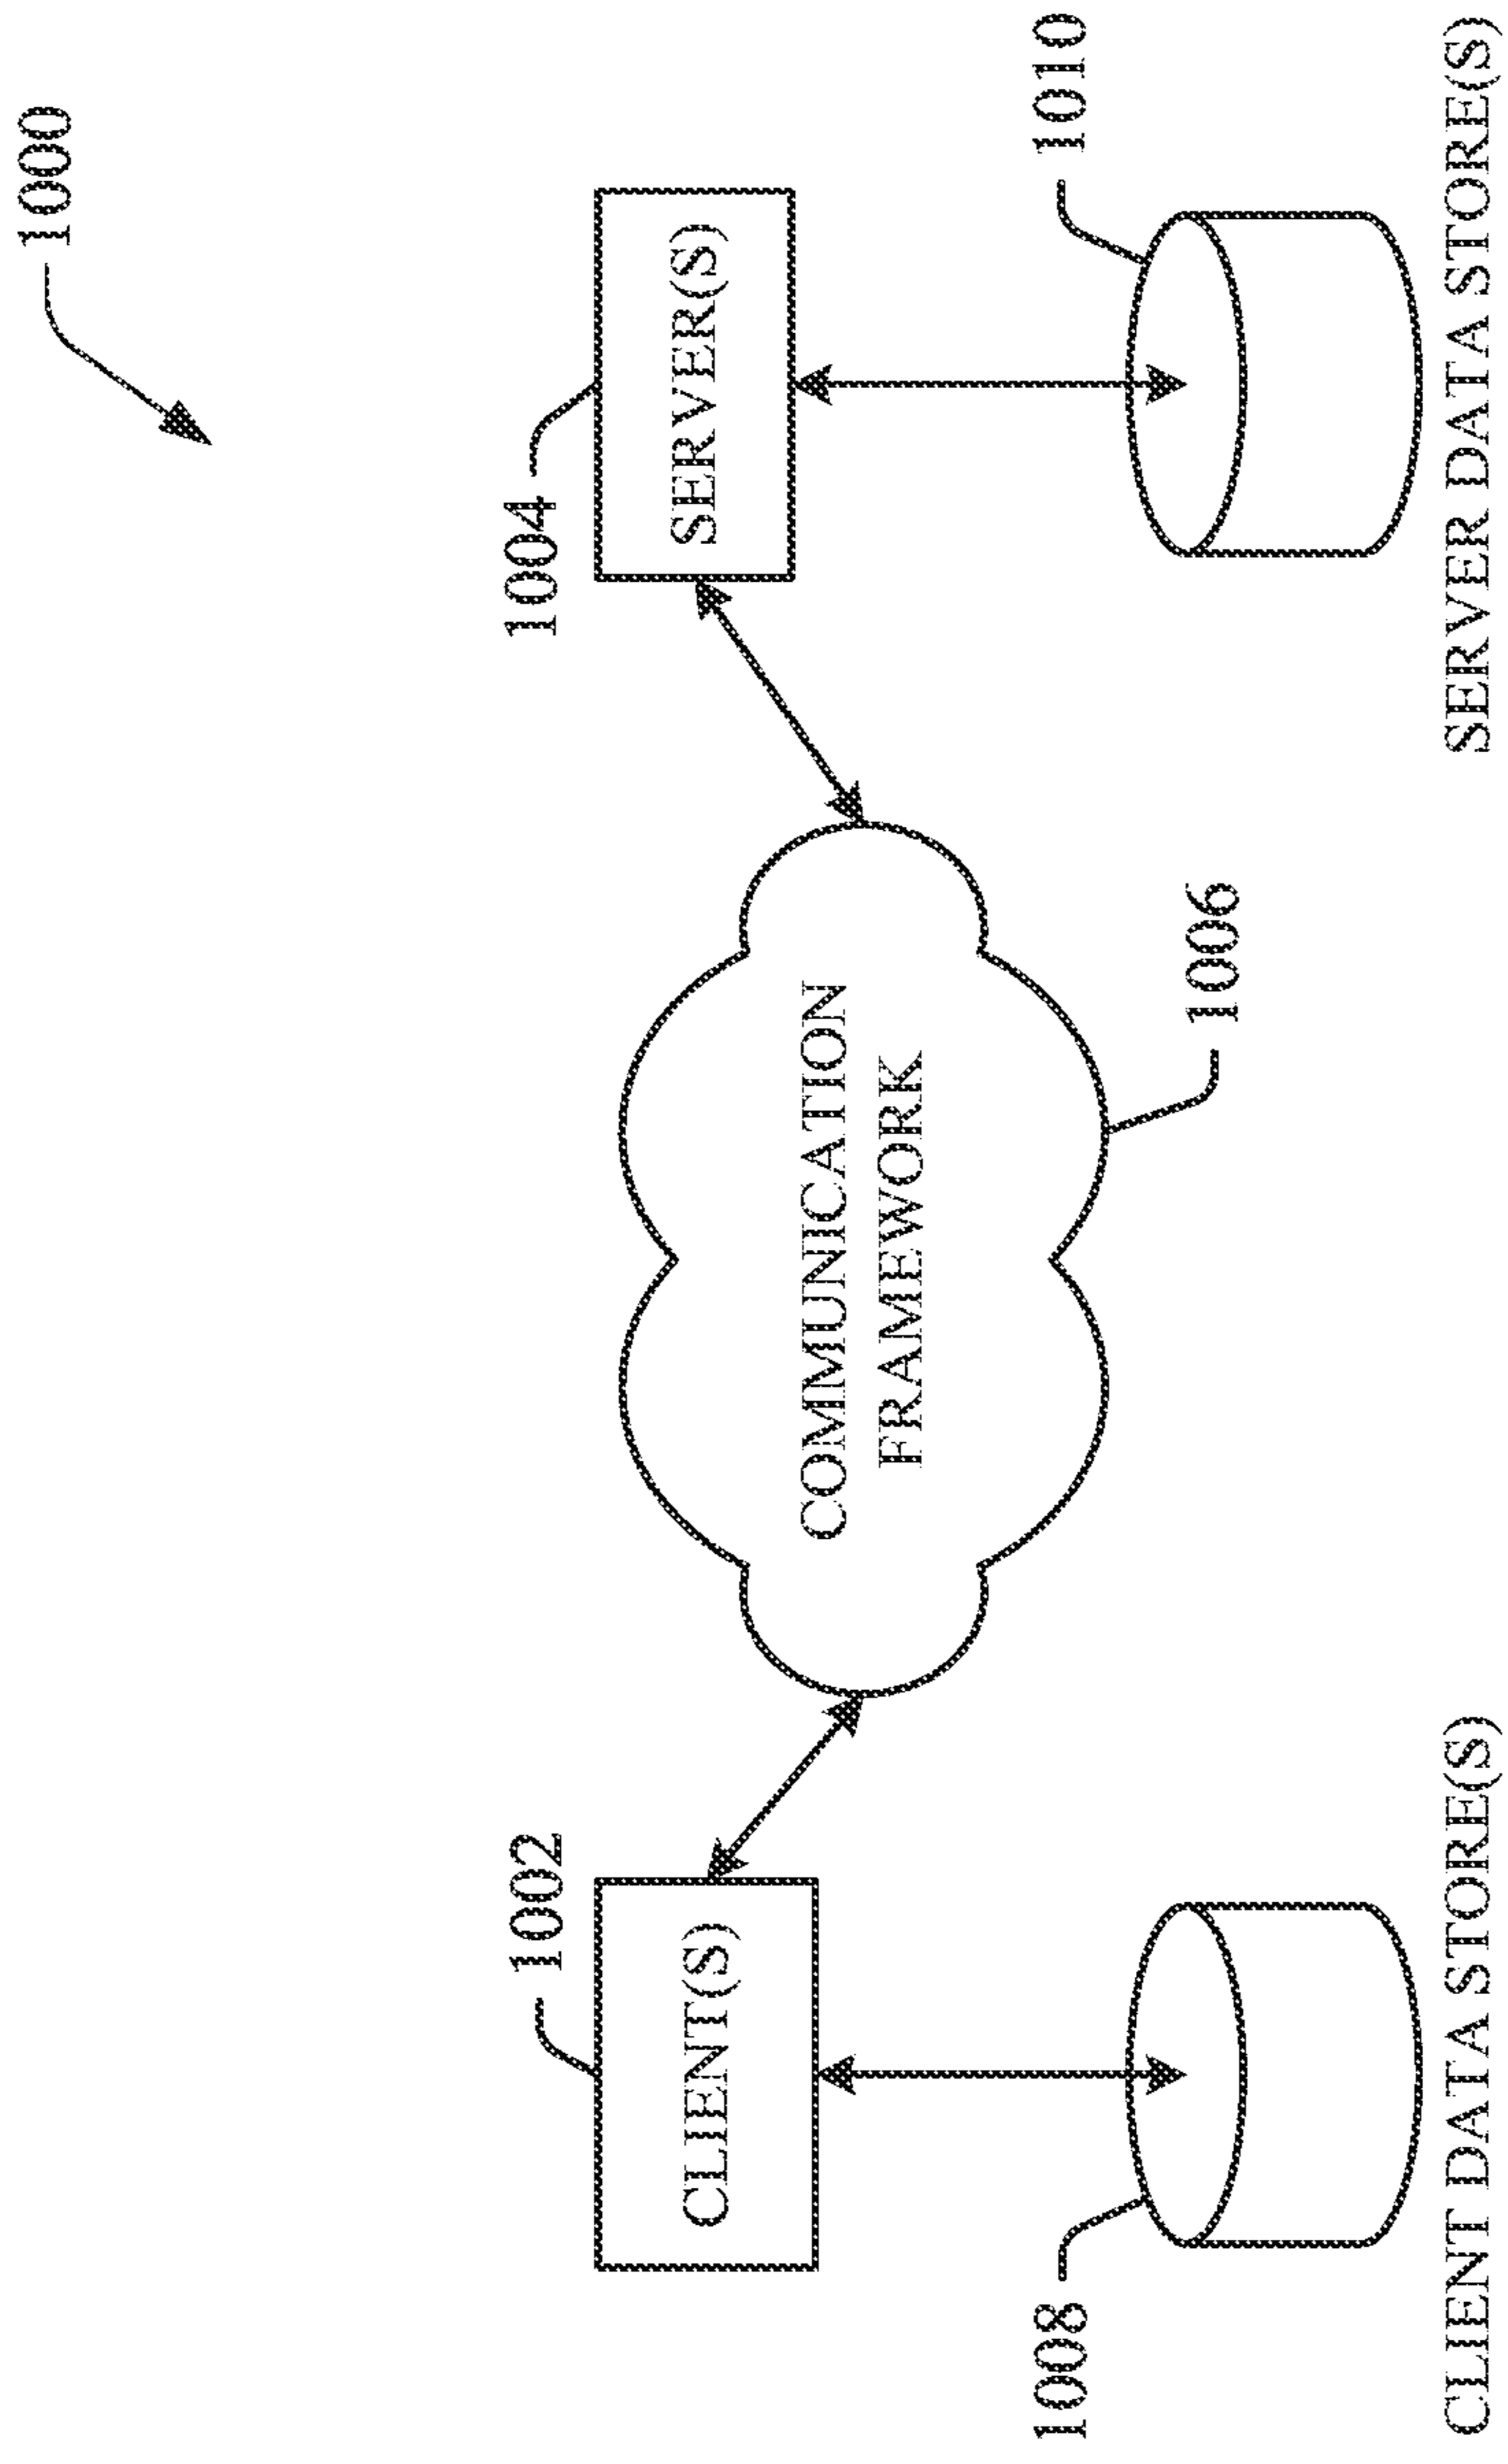 1000
1002
CLIENT(S)
1004
SERVER(S)
COMMUNICATION
FRAMEWORK
1006
1008
1010
CLIENT DATA STORE(S)
SERVER DATA STORE(S)